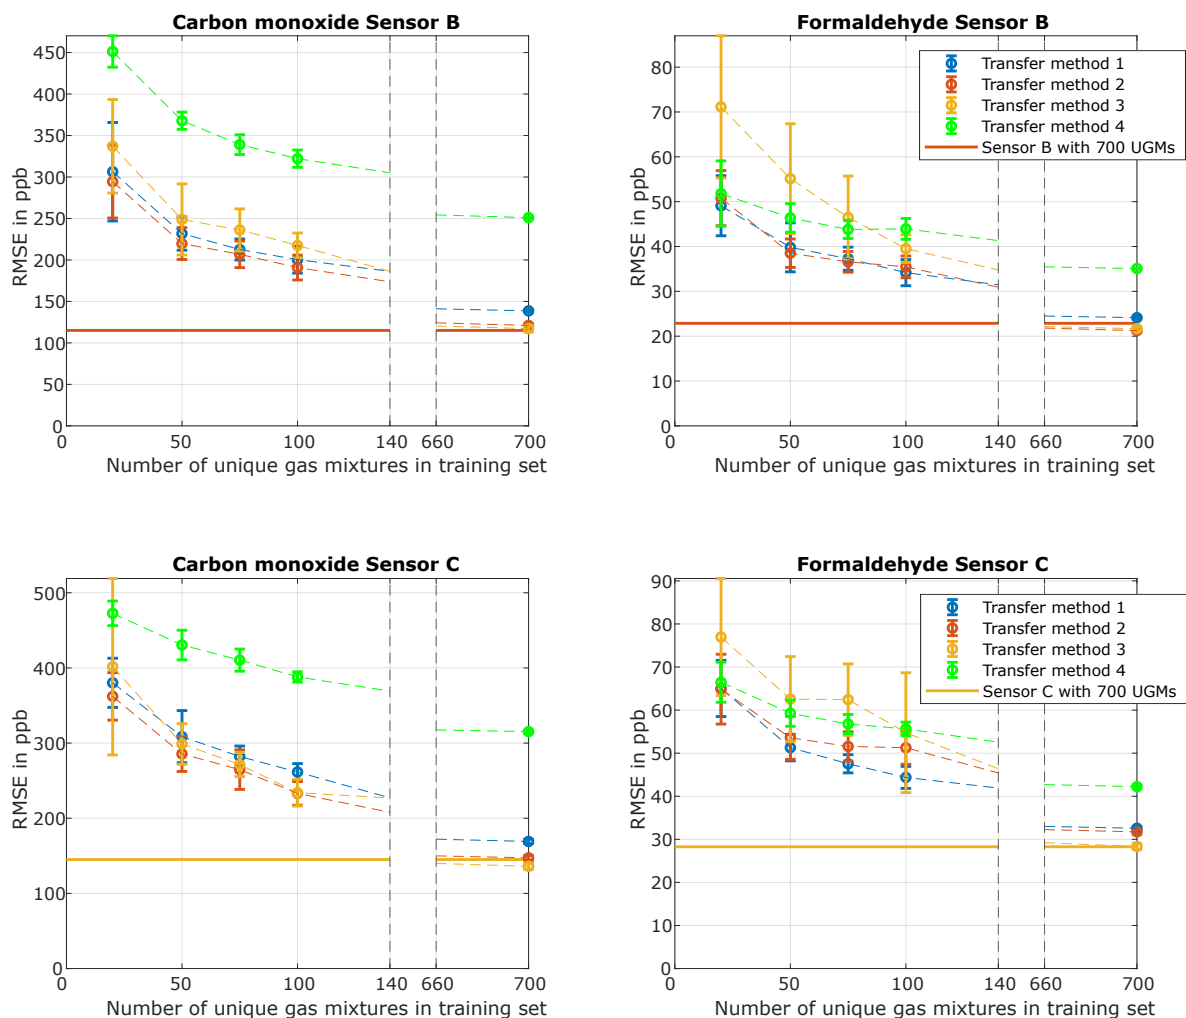 Carbon monoxide Sensor B
RMSE in ppb
450
400
350
300
250
200
150
100
50
0
0 50 100 140 660 700
Number of unique gas mixtures in training set
Formaldehyde Sensor B
RMSE in ppb
80
70
60
50
40
30
20
10
0
0 50 100 140 660 700
Number of unique gas mixtures in training set
Transfer method 1
Transfer method 2
Transfer method 3
Transfer method 4
Sensor B with 700 UGMs
Carbon monoxide Sensor C
RMSE in ppb
500
400
300
200
100
0
0 50 100 140 660 700
Number of unique gas mixtures in training set
Formaldehyde Sensor C
RMSE in ppb
90
80
70
60
50
40
30
20
10
0
0 50 100 140 660 700
Number of unique gas mixtures in training set
Transfer method 1
Transfer method 2
Transfer method 3
Transfer method 4
Sensor C with 700 UGMs